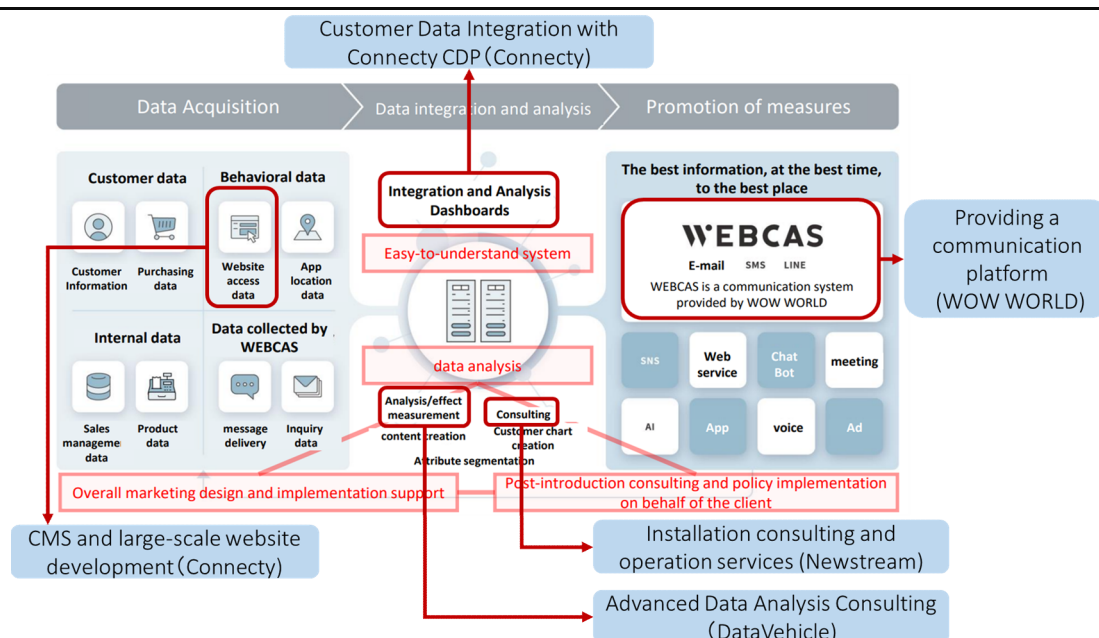 Customer Data Integration with
Connecty CDP(Connecty)
Data Acquisition
Data integration and analysis
Promotion of measures
Customer data
Behavioral data
Customer
Information
Purchasing
data
Website
access
data
App
location
data
Internal data
Data collected by
WEBCAS
Sales
manageme
data
Product
data
message
delivery
Inquiry
data
Integration and Analysis
Dashboards
Easy-to-understand system
data analysis
Analysis/effect
measurement
content creation
Consulting
Customer chart
creation
Attribute segmentation
The best information, at the best time,
to the best place
WEBCAS
E-mail SMS LINE
WEBCAS is a communication system
provided by WOW WORLD
SNS
Web
service
Chat
Bot
meeting
AI
App
voice
Ad
Providing a
communication
platform
(WOW WORLD)
Overall marketing design and implementation support
Post-introduction consulting and policy implementation
on behalf of the client
CMS and large-scale website
development(Connecty)
Installation consulting and
operation services (Newstream)
Advanced Data Analysis Consulting
(DataVehicle)